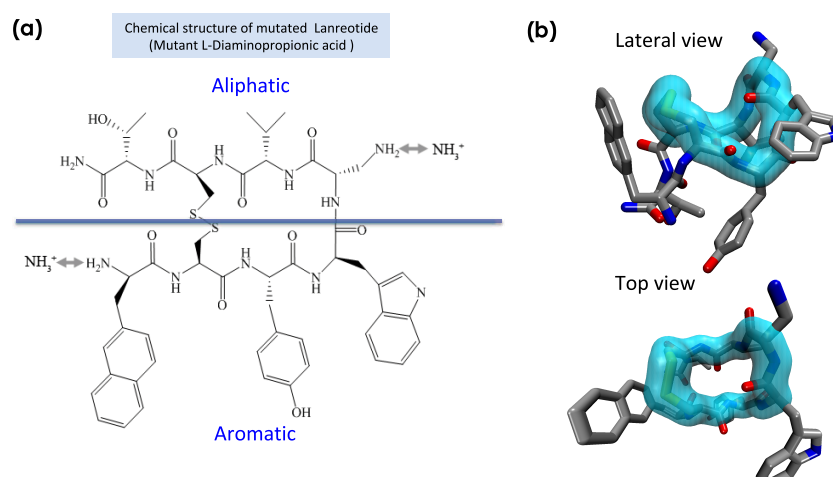 (a)
Chemical structure of mutated Lanreotide
(Mutant L-Diaminopropionic acid )
Aliphatic
HO
O
H
N
O
NH₂
NH₃⁺
H₂N
O
N
H
O
N
H
HN
S
S
O
NH₃⁺
H₂N
O
N
H
O
H
N
O
N
H
N
OH
Aromatic
(b)
Lateral view
Top view